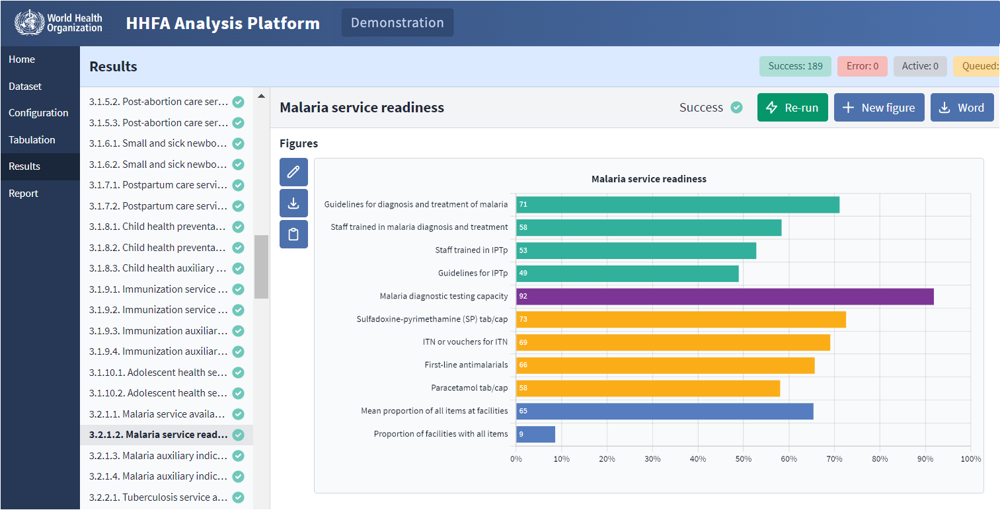 World Health
Organization
HHFA Analysis Platform
Demonstration
Home
Dataset
Configuration
Tabulation
Results
Report
Results
Success: 189
Error: 0
Active: 0
Queued:
3.1.5.2. Post-abortion care ser...
3.1.5.3. Post-abortion care ser...
3.1.6.1. Small and sick newbo...
3.1.6.2. Small and sick newbo...
3.1.7.1. Postpartum care servi...
3.1.7.2. Postpartum care servi...
3.1.8.1. Child health preventa...
3.1.8.2. Child health preventa...
3.1.8.3. Child health auxiliary ...
3.1.9.1. Immunization service ...
3.1.9.2. Immunization service ...
3.1.9.3. Immunization auxiliar...
3.1.9.4. Immunization auxiliar...
3.1.10.1. Adolescent health se...
3.1.10.2. Adolescent health se...
3.2.1.1. Malaria service availa...
3.2.1.2. Malaria service read...
3.2.1.3. Malaria auxiliary indic...
3.2.1.4. Malaria auxiliary indic...
3.2.2.1. Tuberculosis service a...
Malaria service readiness
Success
Re-run
New figure
Word
Figures
Malaria service readiness
Guidelines for diagnosis and treatment of malaria 71
Staff trained in malaria diagnosis and treatment 58
Staff trained in IPTp 53
Guidelines for IPTp 49
Malaria diagnostic testing capacity 92
Sulfadoxine-pyrimethamine (SP) tab/cap 73
ITN or vouchers for ITN 69
First-line antimalarials 66
Paracetamol tab/cap 58
Mean proportion of all items at facilities 65
Proportion of facilities with all items 9
0% 10% 20% 30% 40% 50% 60% 70% 80% 90% 100%